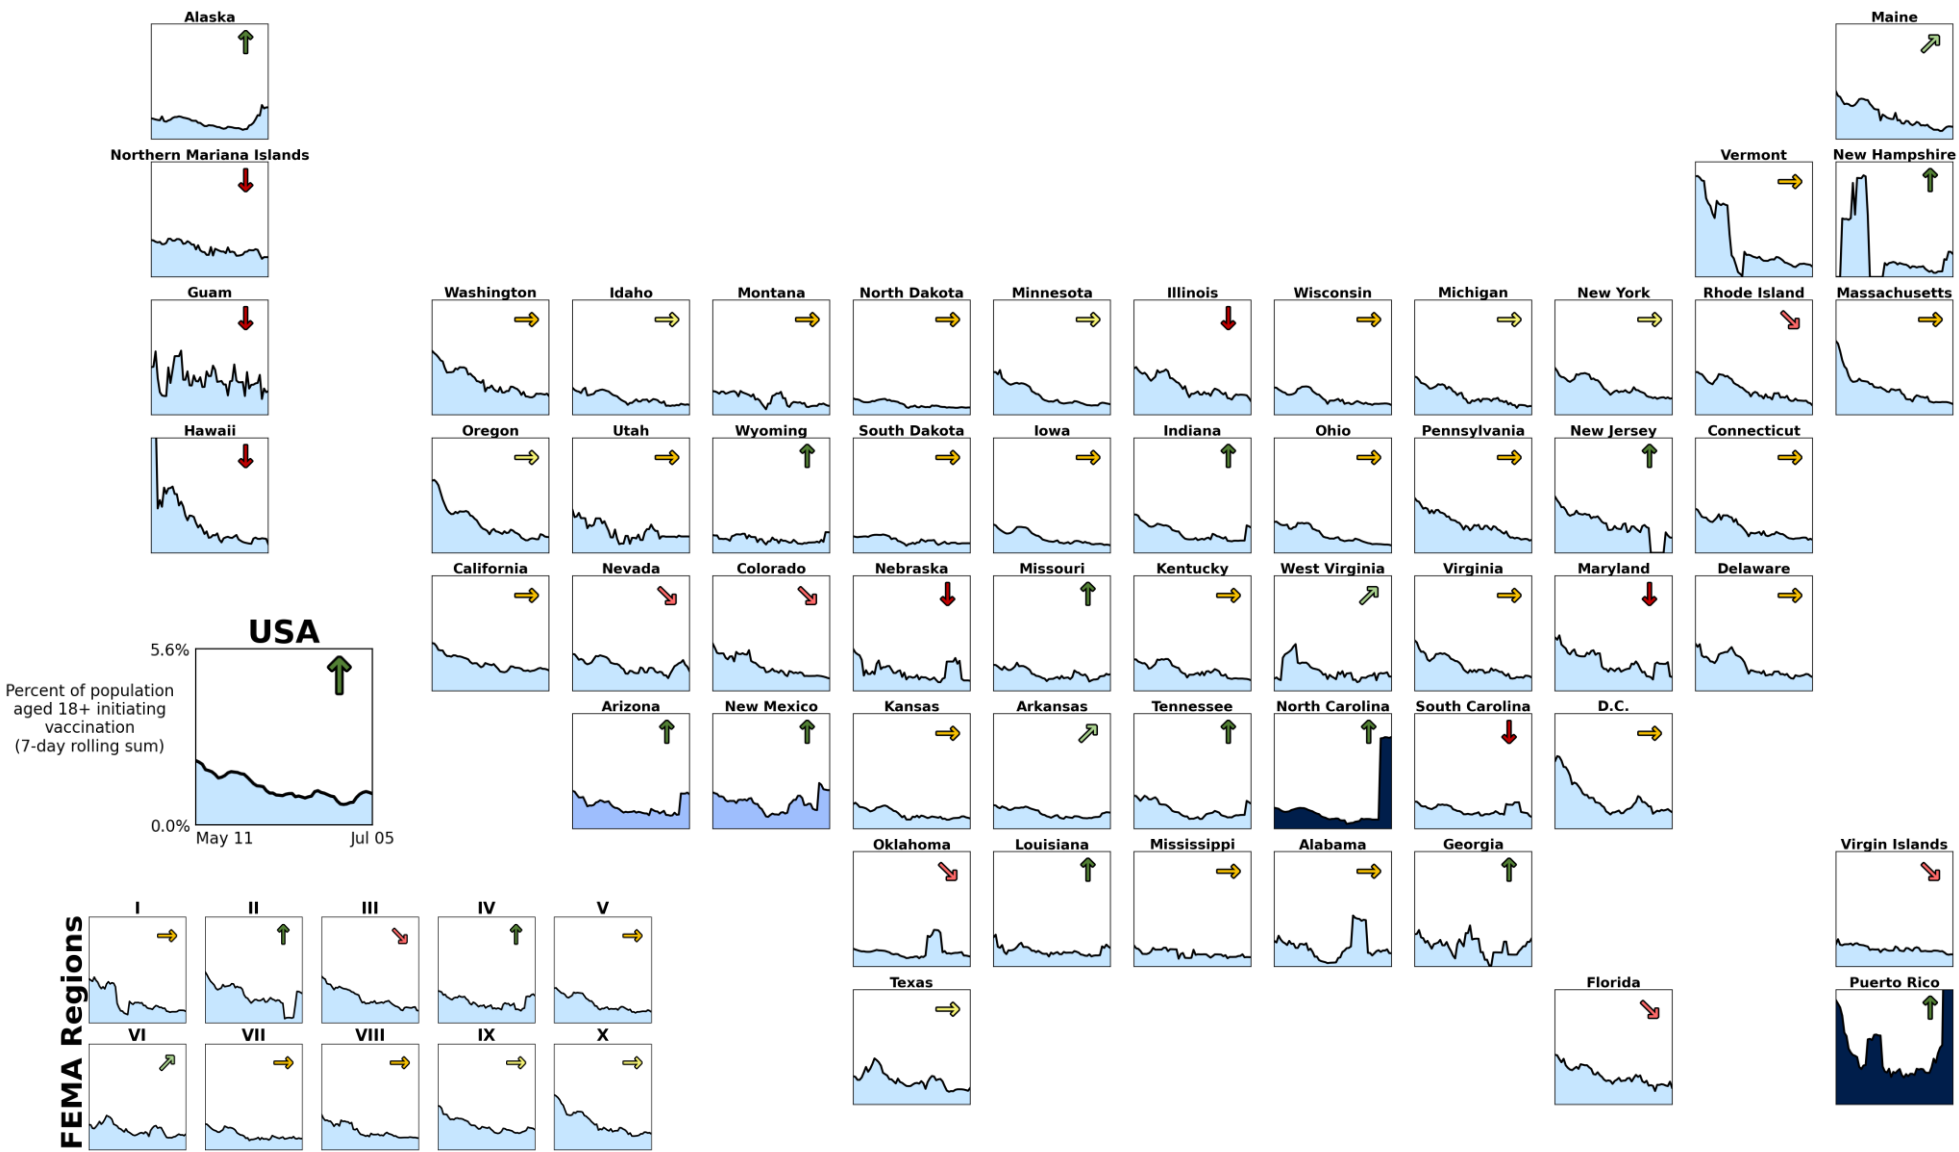 Alaska
Maine
Northern Mariana Islands
Vermont
New Hampshire
Guam
Washington
Idaho
Montana
North Dakota
Minnesota
Illinois
Wisconsin
Michigan
New York
Rhode Island
Massachusetts
Hawaii
Oregon
Utah
Wyoming
South Dakota
Iowa
Indiana
Ohio
Pennsylvania
New Jersey
Connecticut
California
Nevada
Colorado
Nebraska
Missouri
Kentucky
West Virginia
Virginia
Maryland
Delaware
USA
5.6%
Percent of population
aged 18+ initiating
vaccination
(7-day rolling sum)
0.0%
May 11
Jul 05
Arizona
New Mexico
Kansas
Arkansas
Tennessee
North Carolina
South Carolina
D.C.
Oklahoma
Louisiana
Mississippi
Alabama
Georgia
Virgin Islands
Texas
Florida
Puerto Rico
FEMA Regions
I
II
III
IV
V
VI
VII
VIII
IX
X